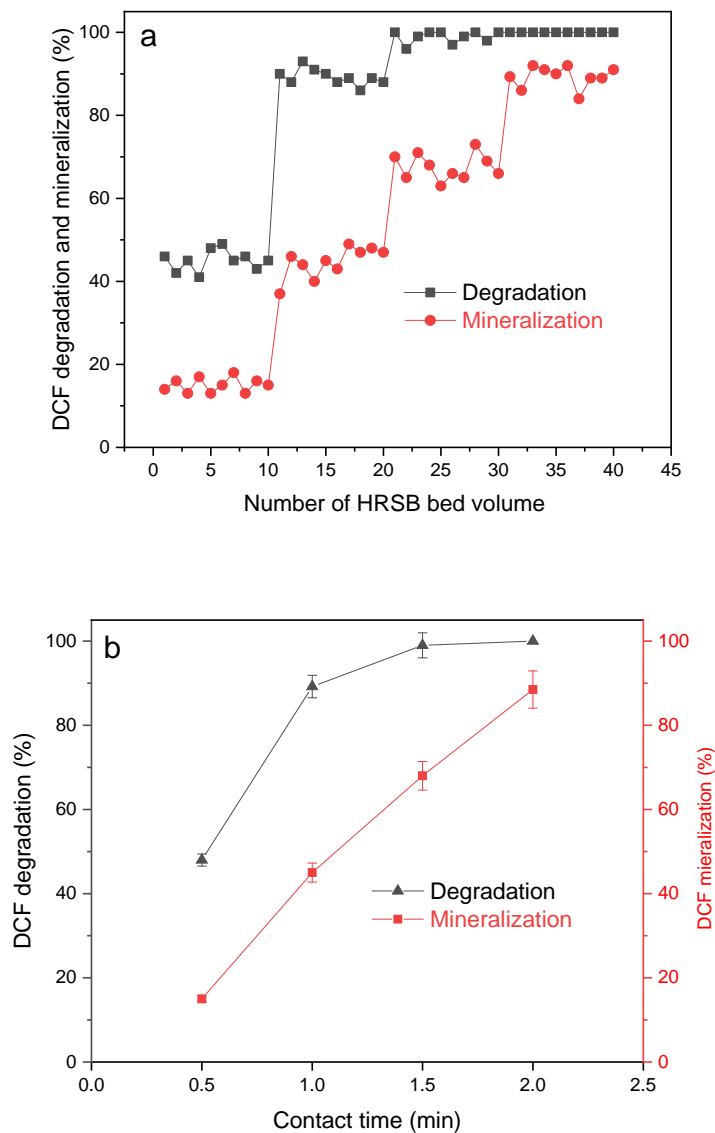 a
DCF degradation and mineralization (%)
100
80
60
40
20
0
Degradation
Mineralization
0 5 10 15 20 25 30 35 40 45
Number of HRSB bed volume
b
DCF degradation (%)
100
80
60
40
20
0
Degradation
Mineralization
100
80
60
40
20
0
DCF mieralization (%)
0.0 0.5 1.0 1.5 2.0 2.5
Contact time (min)